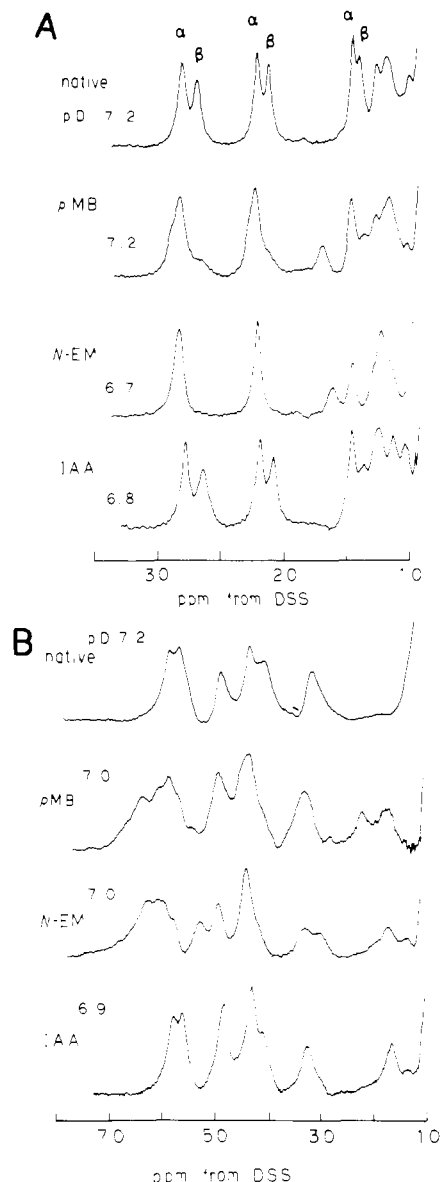 A
α
β
α
β
α
β
native
pD 7.2
pMB
7.2
N-EM
6.7
IAA
6.8
30
20
10
ppm from DSS
B
native pD 7.2
pMB 7.0
N-EM 7.0
IAA 6.9
70
50
30
10
ppm from DSS